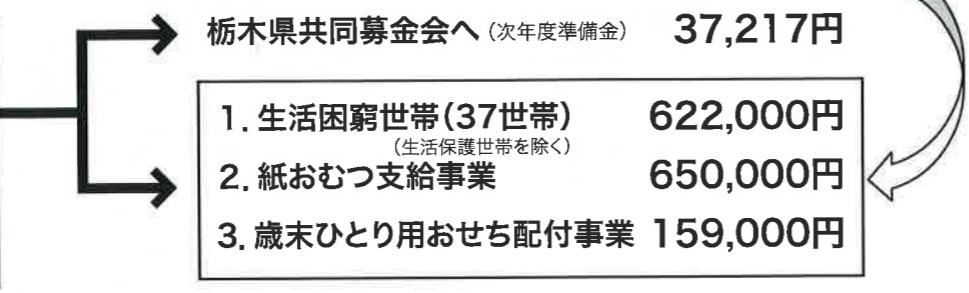 栃木県共同募金会へ（次年度準備金） 37,217円
1. 生活困窮世帯（37世帯） 622,000円
（生活保護世帯を除く）
2. 紙おむつ支給事業 650,000円
3. 歳末ひとり用おせち配付事業 159,000円